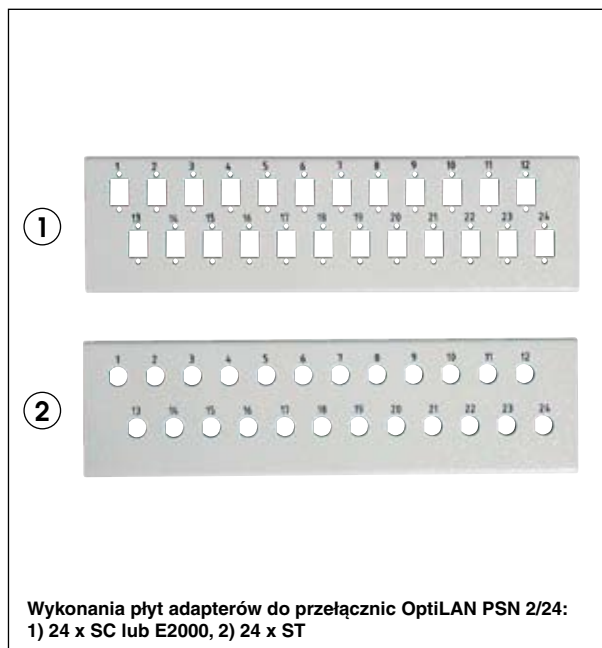 1 2 3 4 5 6 7 8 9 10 11 12
1
13 14 15 16 17 18 19 20 21 22 23 24
1 2 3 4 5 6 7 8 9 10 11 12
2
13 14 15 16 17 18 19 20 21 22 23 24
Wykonania płyt adapterów do przełącznic OptiLAN PSN 2/24:
1) 24 x SC lub E2000, 2) 24 x ST